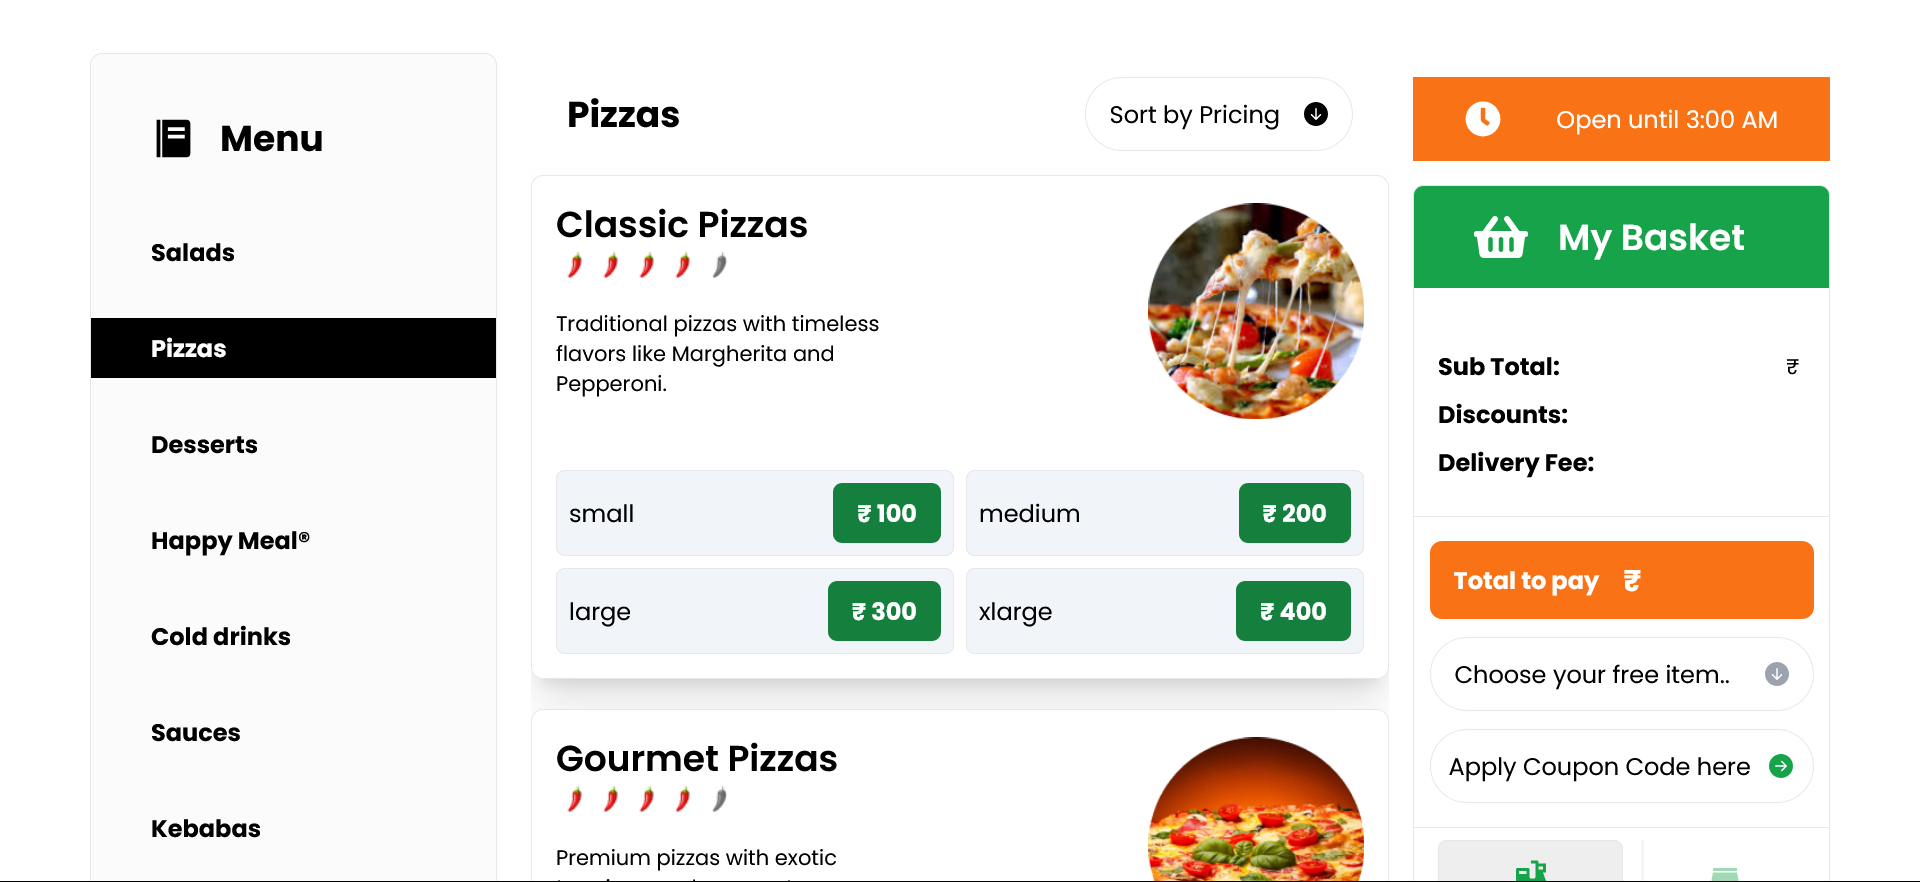 Menu
Salads
Pizzas
Desserts
Happy Meal®
Cold drinks
Sauces
Kebabas
Pizzas
Sort by Pricing
Classic Pizzas
Traditional pizzas with timeless
flavors like Margherita and
Pepperoni.
small ₹ 100
medium ₹ 200
large ₹ 300
xlarge ₹ 400
Gourmet Pizzas
Premium pizzas with exotic
Open until 3:00 AM
My Basket
Sub Total: ₹
Discounts:
Delivery Fee:
Total to pay ₹
Choose your free item..
Apply Coupon Code here